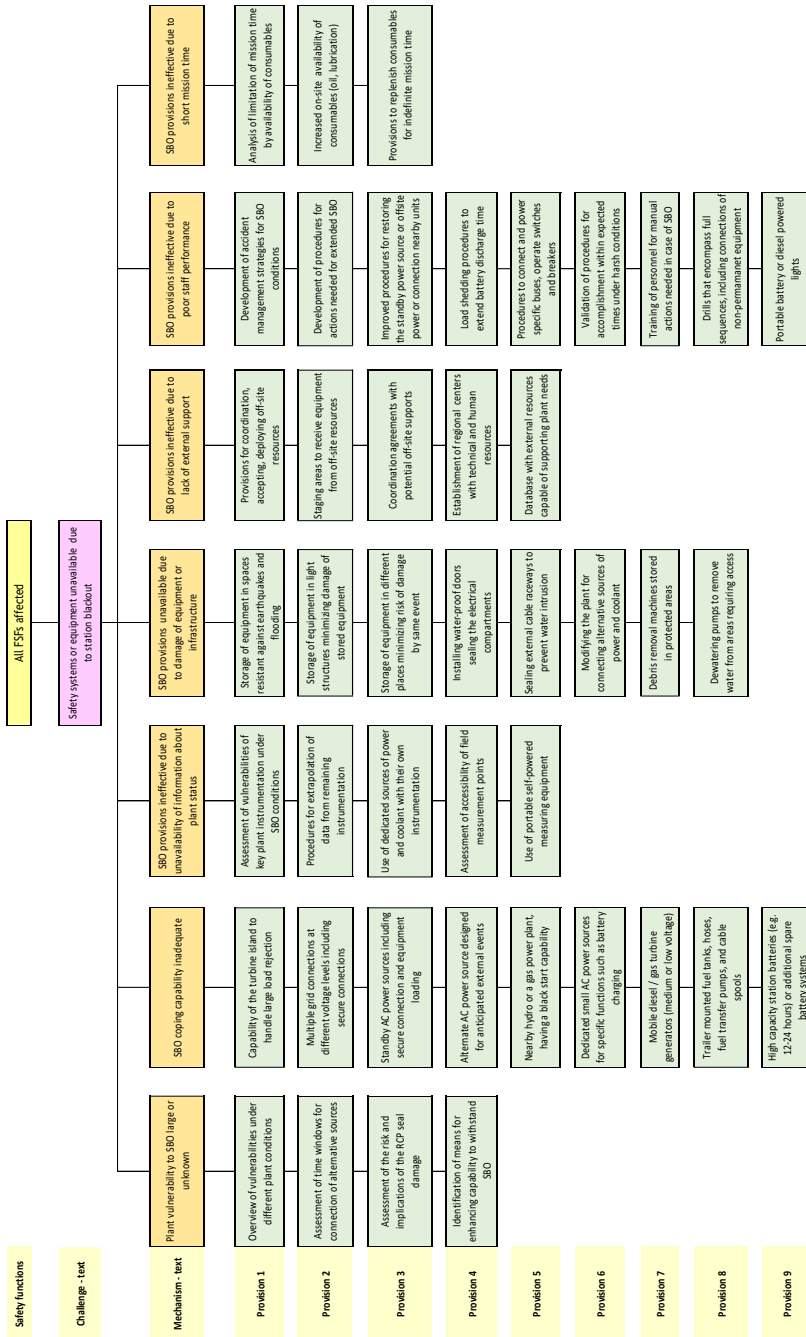 Safety functions
All FSFs affected
Challenge - text
Safety systems or equipment unavailable due
to station blackout
Mechanism - text
Plant vulnerability to SBO large or
unknown
SBO coping capability inadequate
SBO provisions ineffective due to
unavailability of information about
plant status
SBO provisions unavailable due
to damage of equipment or
infrastructure
SBO provisions ineffective due to
lack of external support
SBO provisions ineffective due to
poor staff performance
SBO provisions ineffective due to
short mission time
Provision 1
Overview of vulnerabilities under
different plant conditions
Capability of the turbine island to
handle large load rejection
Assessment of vulnerabilities of
key plant instrumentation under
SBO conditions
Storage of equipment in spaces
resistant against earthquakes and
flooding
Provisions for coordination,
accepting, deploying off-site
resources
Development of accident
management strategies for SBO
conditions
Analysis of limitation of mission time
by availability of consumables
Provision 2
Assessment of time windows for
connection of alternative sources
Multiple grid connections at
different voltage levels including
secure connections
Procedures for extrapolation of
data from remaining
instrumentation
Storage of equipment in light
structures minimizing damage of
stored equipment
Staging areas to receive equipment
from off-site resources
Development of procedures for
actions needed for extended SBO
Increased on-site availability of
consumables (oil, lubrication)
Provision 3
Assessment of the risk and
implications of the RCP seal
damage
Standby AC power sources including
secure connection and equipment
loading
Use of dedicated sources of power
and coolant with their own
instrumentation
Storage of equipment in different
places minimizing risk of damage
by same event
Coordination agreements with
potential off-site supports
Improved procedures for restoring
the standby power source or offsite
power or connection nearby units
Provisions to replenish consumables
for indefinite mission time
Provision 4
Identification of means for
enhancing capability to withstand
SBO
Alternate AC power source designed
for anticipated external events
Assessment of accessibility of field
measurement points
Installing water-proof doors
sealing the electrical
compartments
Establishment of regional centers
with technical and human
resources
Load shedding procedures to
extend battery discharge time
Provision 5
Nearby hydro or a gas power plant,
having a black start capability
Use of portable self-powered
measuring equipment
Sealing external cable raceways to
prevent water intrusion
Database with external resources
capable of supporting plant needs
Procedures to connect and power
specific buses, operate switches
and breakers
Provision 6
Dedicated small AC power sources
for specific functions such as battery
charging
Modifying the plant for
connecting alternative sources of
power and coolant
Validation of procedures for
accomplishment within expected
times under harsh conditions
Provision 7
Mobile diesel / gas turbine
generators (medium or low voltage)
Debris removal machines stored
in protected areas
Training of personnel for manual
actions needed in case of SBO
Provision 8
Trailer mounted fuel tanks, hoses,
fuel transfer pumps, and cable
spools
Dewatering pumps to remove
water from areas requiring access
Drills that encompass full
sequences, including connections of
non-permamanet equipment
Provision 9
High capacity station batteries (e.g.
12-24 hours) or additional spare
battery systems
Portable battery or diesel powered
lights